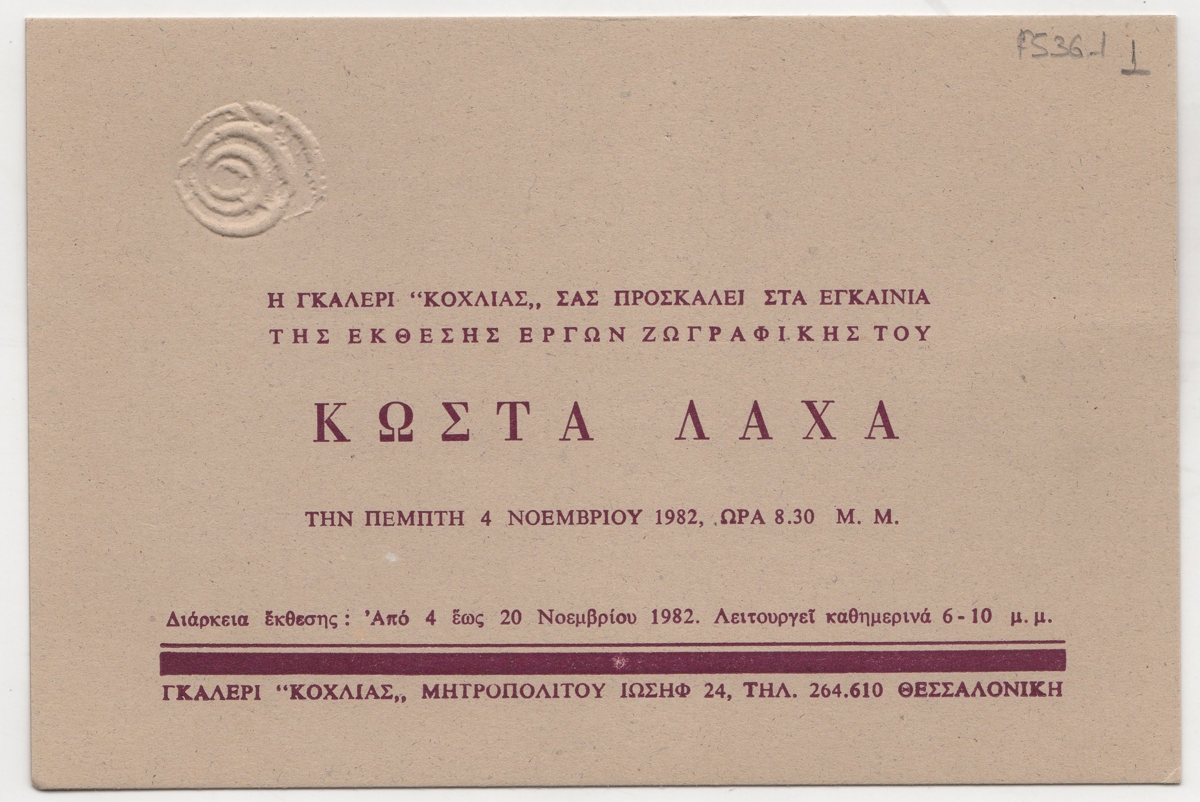 F536-1 1
Η ΓΚΑΛΕΡΙ “ΚΟΧΛΙΑΣ„ ΣΑΣ ΠΡΟΣΚΑΛΕΙ ΣΤΑ ΕΓΚΑΙΝΙΑ
ΤΗΣ ΕΚΘΕΣΗΣ ΕΡΓΩΝ ΖΩΓΡΑΦΙΚΗΣ ΤΟΥ
ΚΩΣΤΑ ΛΑΧΑ
ΤΗΝ ΠΕΜΠΤΗ 4 ΝΟΕΜΒΡΙΟΥ 1982, ΩΡΑ 8.30 Μ. Μ.
Διάρκεια ἔκθεσης : Ἀπό 4 ἕως 20 Νοεμβρίου 1982. Λειτουργεῖ καθημερινά 6 - 10 μ. μ.
ΓΚΑΛΕΡΙ “ΚΟΧΛΙΑΣ„ ΜΗΤΡΟΠΟΛΙΤΟΥ ΙΩΣΗΦ 24, ΤΗΛ. 264.610 ΘΕΣΣΑΛΟΝΙΚΗ